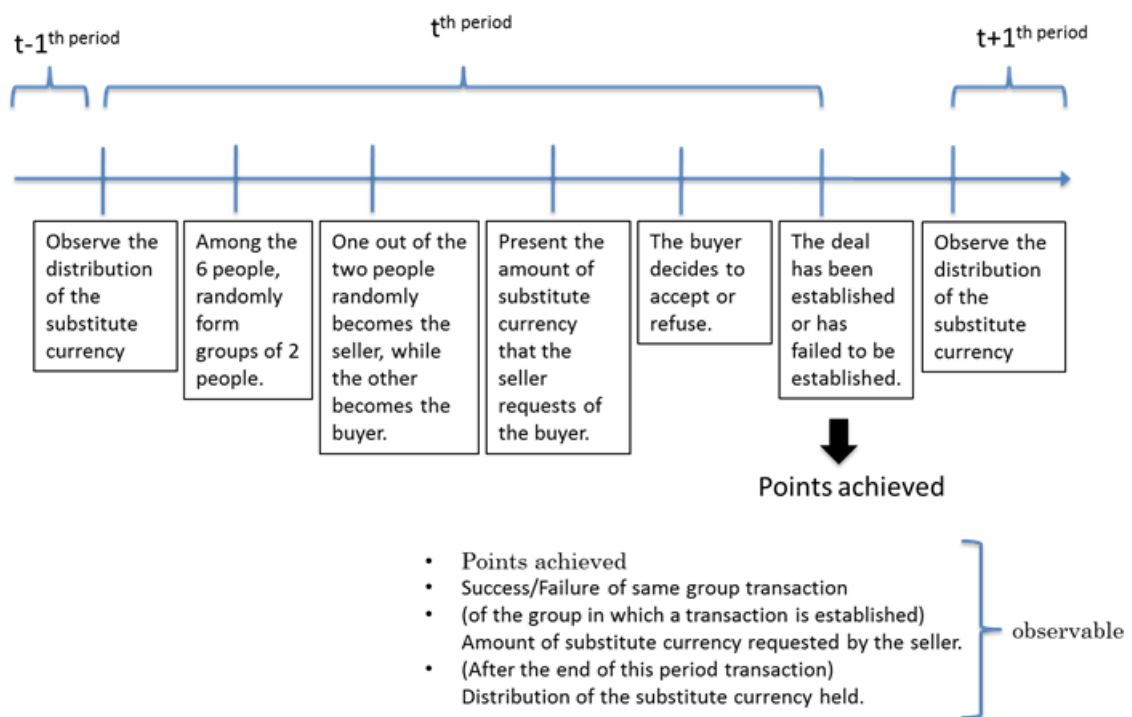 t-1th period
tth period
t+1th period
Observe the
distribution
of the
substitute
currency
Among the
6 people,
randomly
form
groups of 2
people.
One out of the
two people
randomly
becomes the
seller, while
the other
becomes the
buyer.
Present the
amount of
substitute
currency
that the
seller
requests of
the buyer.
The buyer
decides to
accept or
refuse.
The deal
has been
established
or has
failed to be
established.
Observe the
distribution
of the
substitute
currency
Points achieved
• Points achieved
• Success/Failure of same group transaction
• (of the group in which a transaction is established)
Amount of substitute currency requested by the seller.
• (After the end of this period transaction)
Distribution of the substitute currency held.
observable